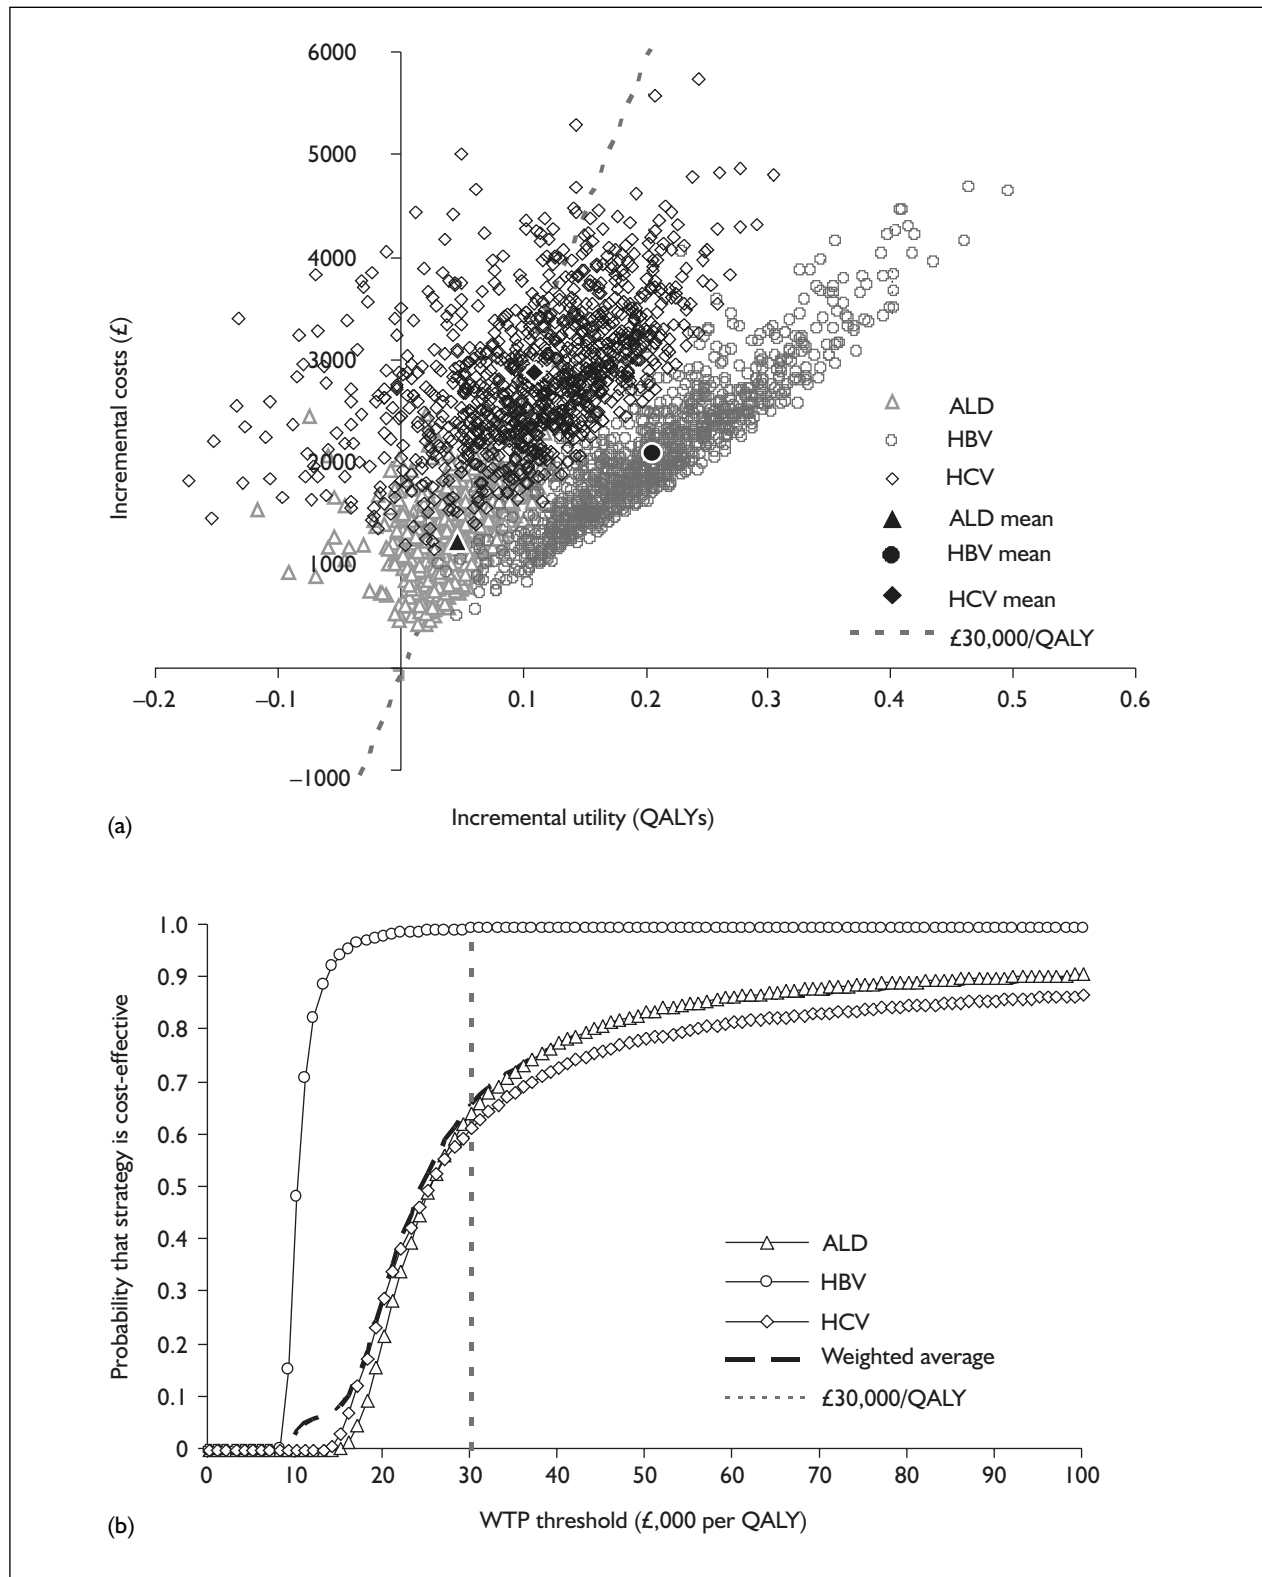 6000
5000
4000
3000
2000
1000
−1000
Incremental costs (£)
−0.2
−0.1
0.1
0.2
0.3
0.4
0.5
0.6
Incremental utility (QALYs)
ALD
HBV
HCV
ALD mean
HBV mean
HCV mean
£30,000/QALY
(a)
1.0
0.9
0.8
0.7
0.6
0.5
0.4
0.3
0.2
0.1
0
Probability that strategy is cost-effective
0
10
20
30
40
50
60
70
80
90
100
WTP threshold (£,000 per QALY)
ALD
HBV
HCV
Weighted average
£30,000/QALY
(b)